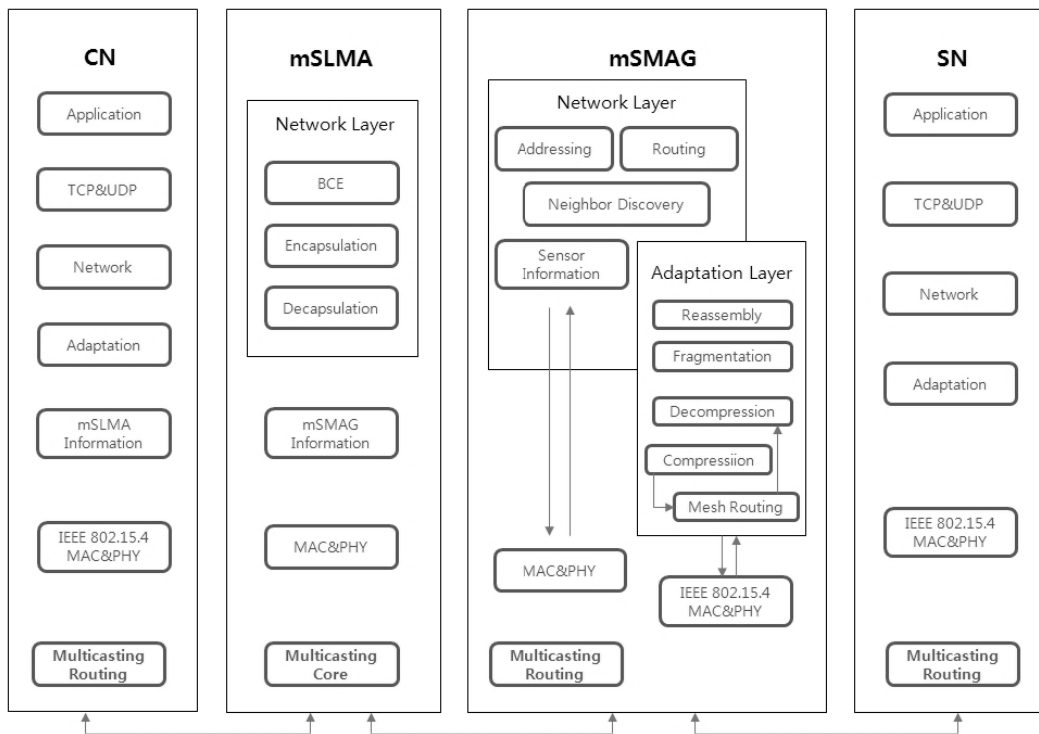 CN
Application
TCP&UDP
Network
Adaptation
mSLMA
Information
IEEE 802.15.4
MAC&PHY
Multicasting
Routing
mSLMA
Network Layer
BCE
Encapsulation
Decapsulation
mSMAG
Information
MAC&PHY
Multicasting
Core
mSMAG
Network Layer
Addressing
Routing
Neighbor Discovery
Sensor
Information
Adaptation Layer
Reassembly
Fragmentation
Decompression
Compressiion
Mesh Routing
MAC&PHY
IEEE 802.15.4
MAC&PHY
Multicasting
Routing
SN
Application
TCP&UDP
Network
Adaptation
IEEE 802.15.4
MAC&PHY
Multicasting
Routing